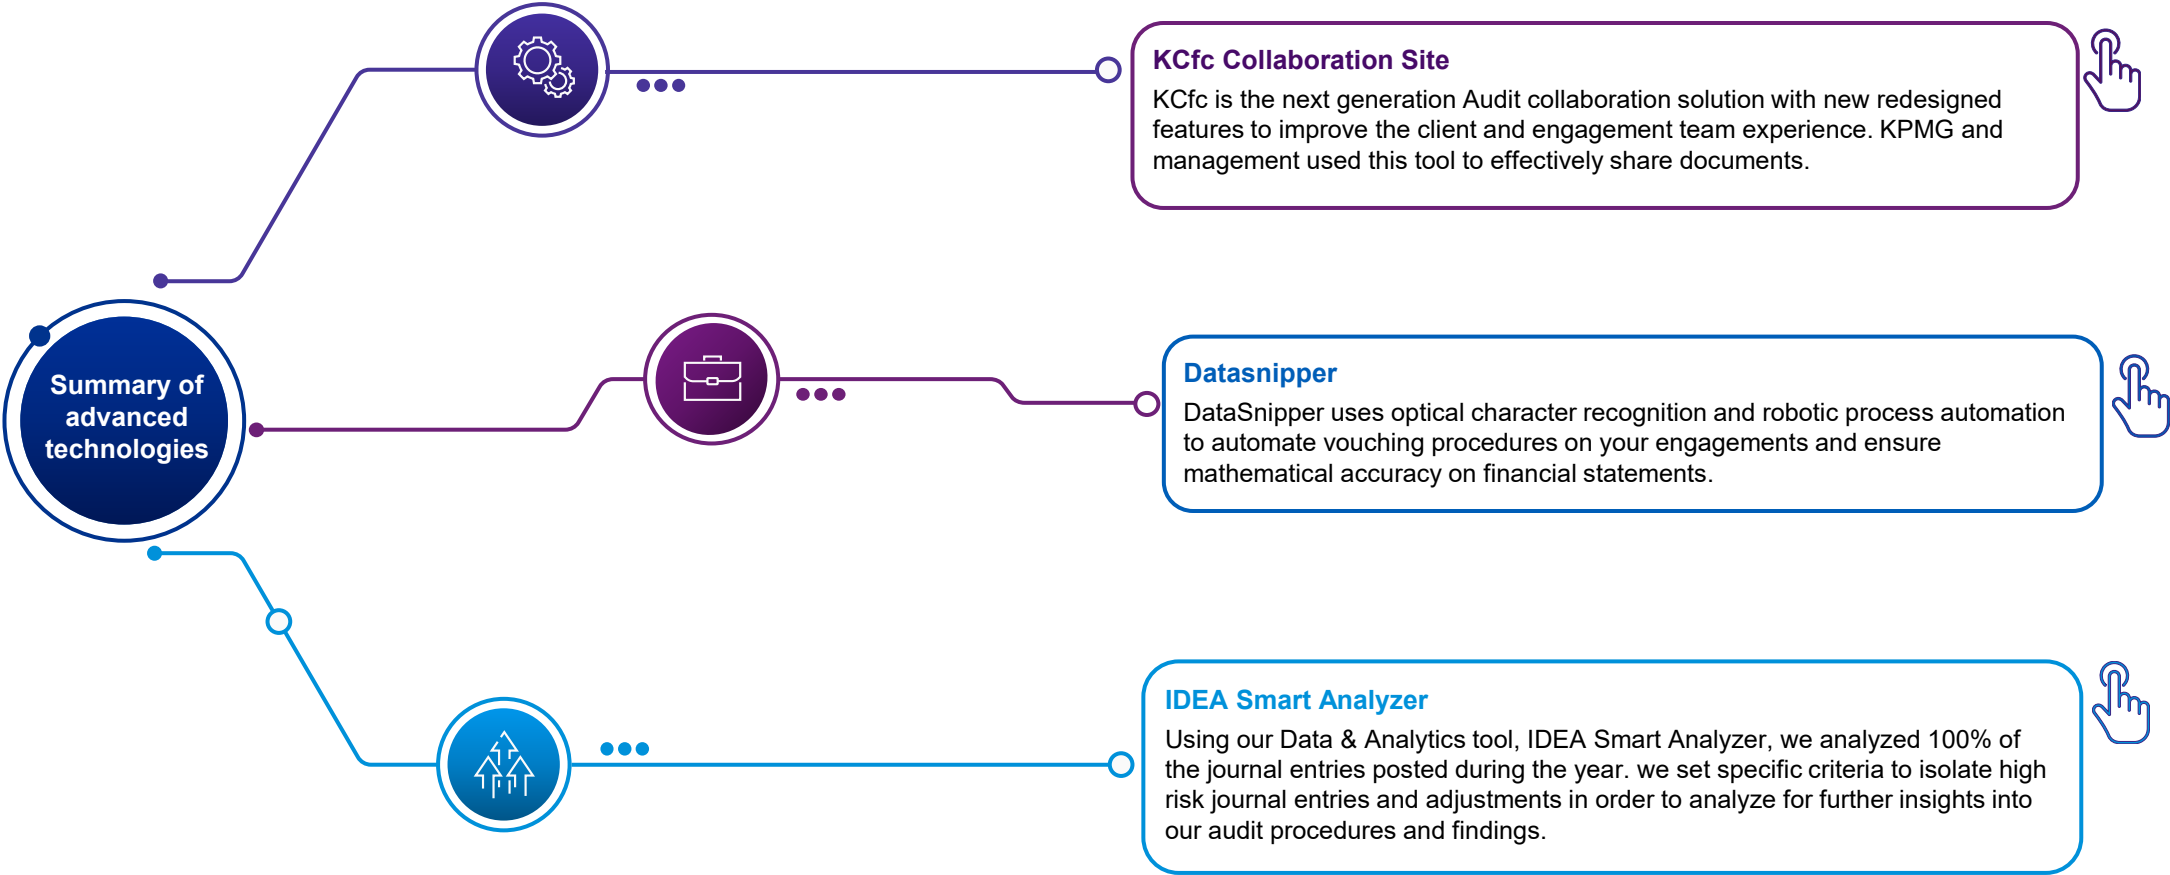 KCfc Collaboration Site
KCfc is the next generation Audit collaboration solution with new redesigned
features to improve the client and engagement team experience. KPMG and
management used this tool to effectively share documents.
Summary of
advanced
technologies
Datasnipper
DataSnipper uses optical character recognition and robotic process automation
to automate vouching procedures on your engagements and ensure
mathematical accuracy on financial statements.
IDEA Smart Analyzer
Using our Data & Analytics tool, IDEA Smart Analyzer, we analyzed 100% of
the journal entries posted during the year. we set specific criteria to isolate high
risk journal entries and adjustments in order to analyze for further insights into
our audit procedures and findings.